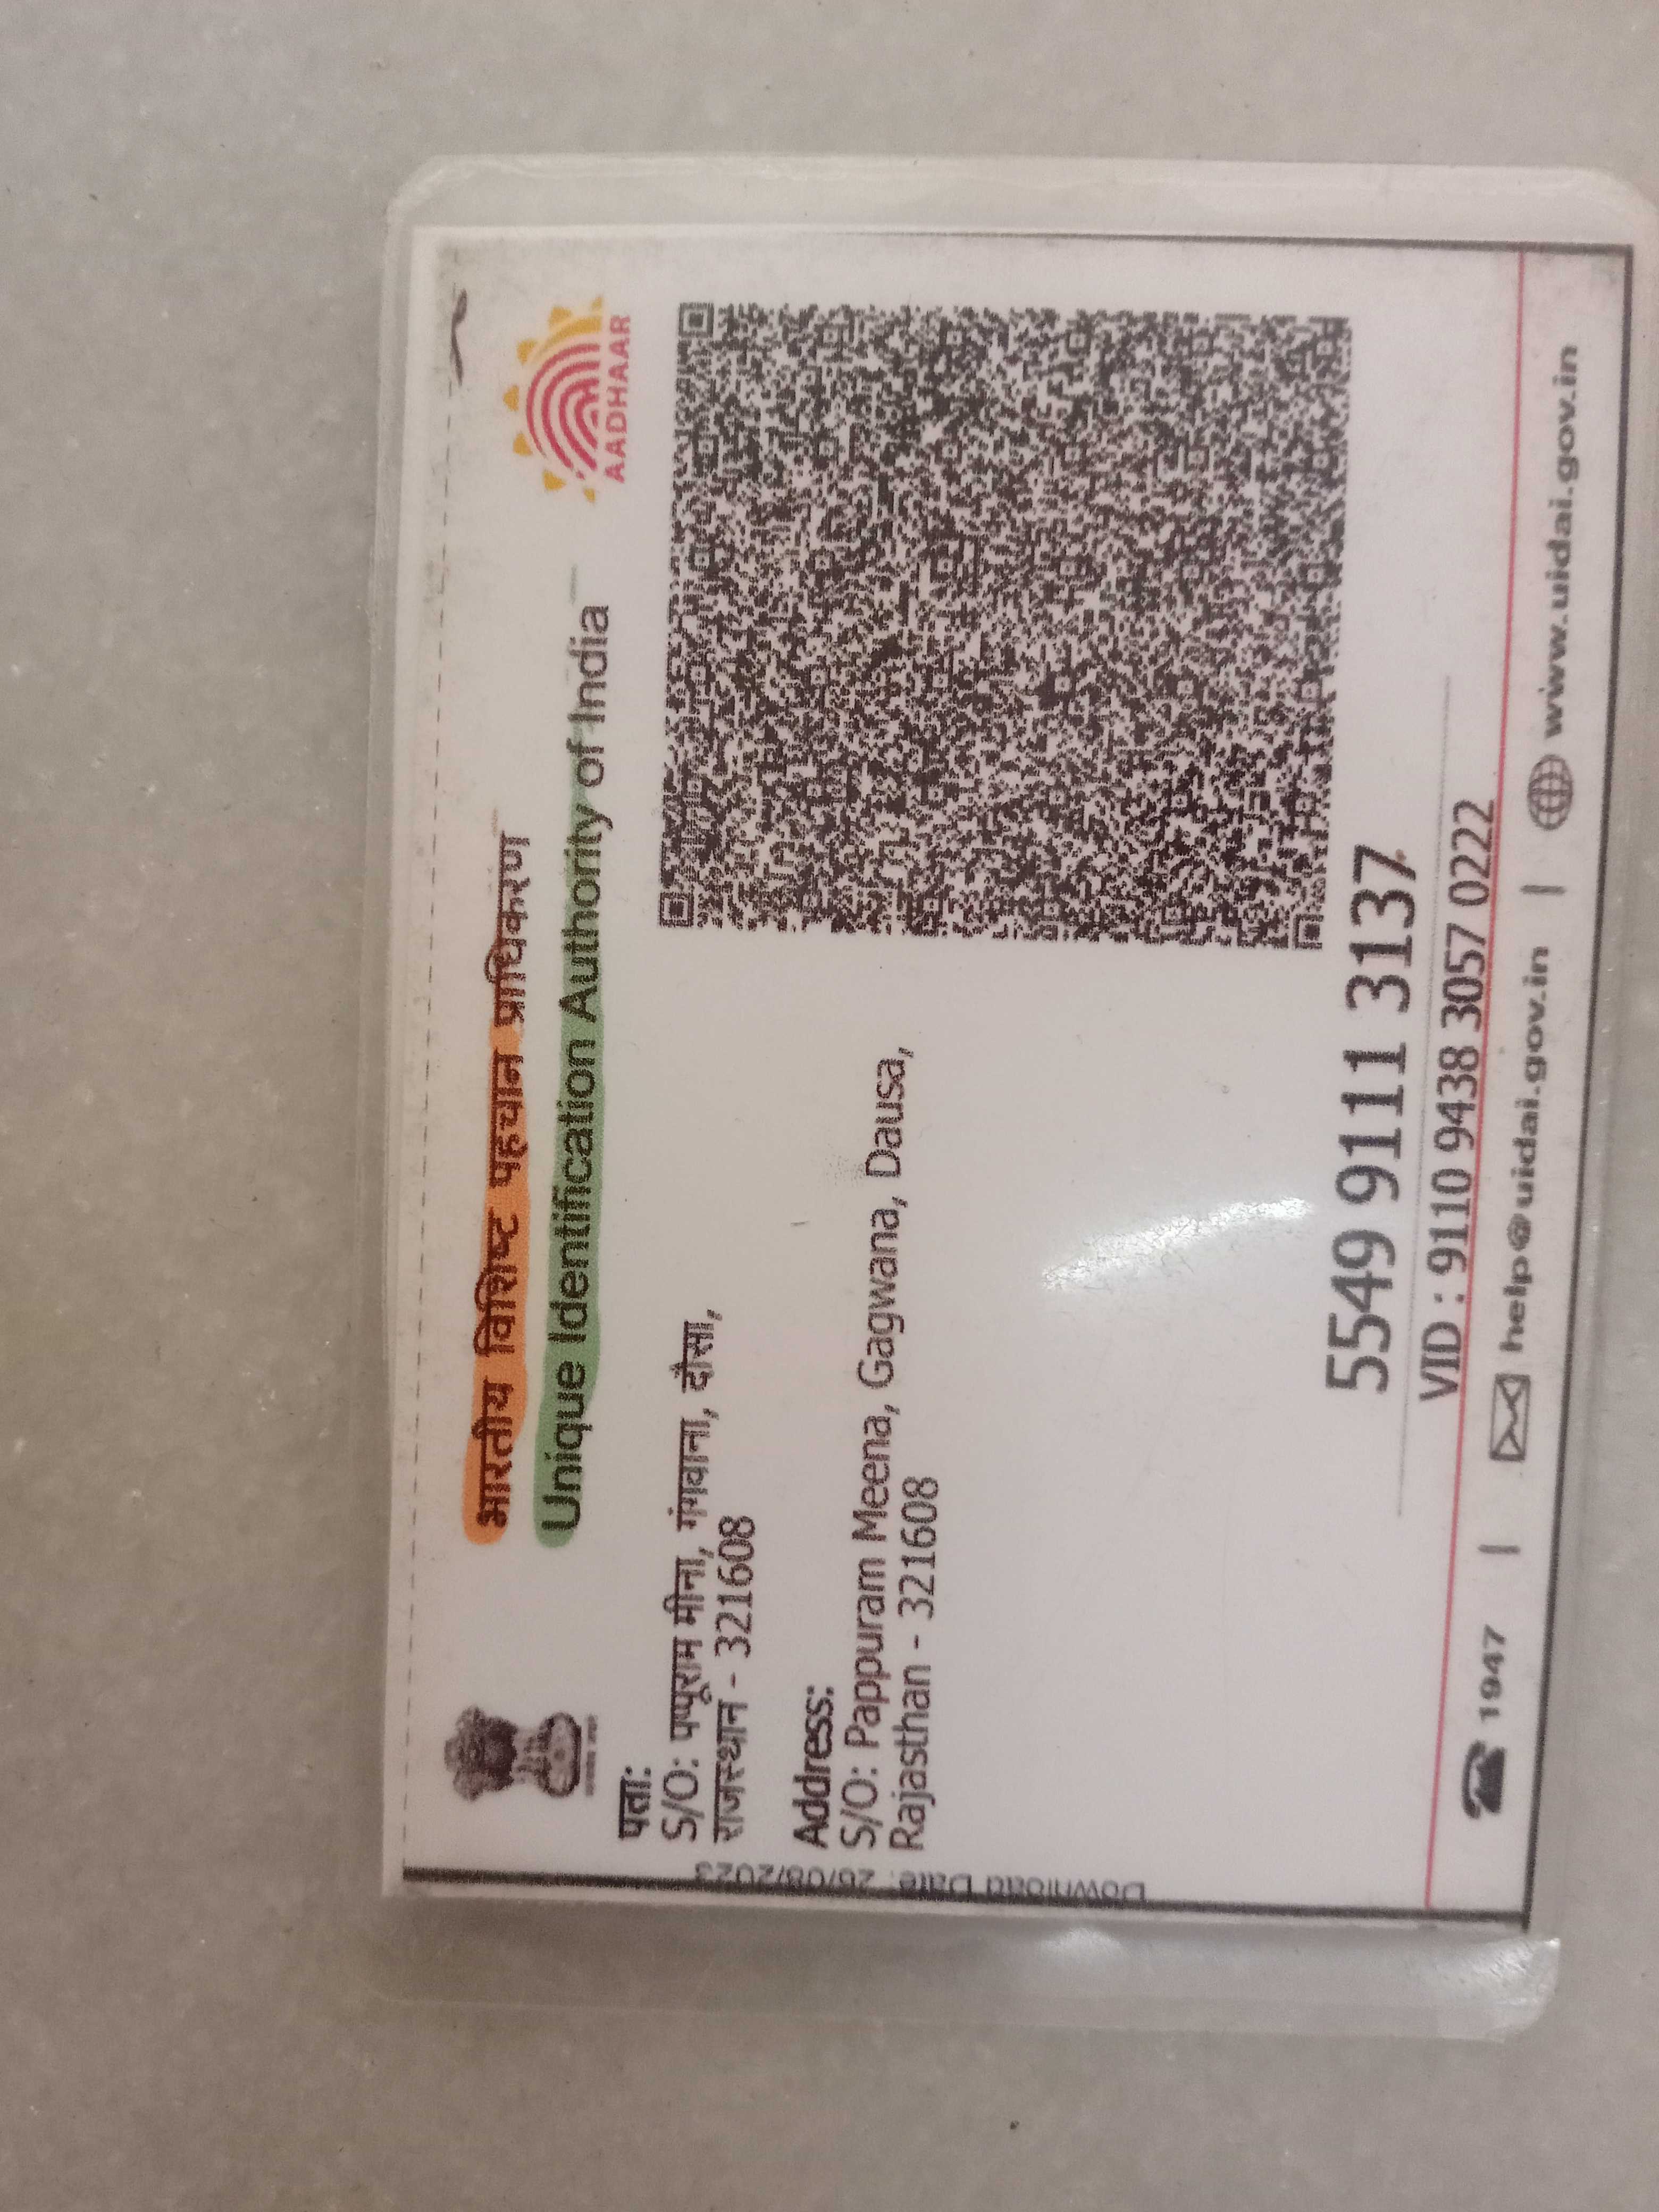 भारतीय विशिष्ट पहचान प्राधिकरण
Unique Identification Authority of India
AADHAAR
पता:
S/O: पप्पूराम मीना, गंगवाना, दौसा,
राजस्थान - 321608
Address:
S/O: Pappuram Meena, Gagwana, Dausa,
Rajasthan - 321608
Download Date: 26/08/2023
5549 9111 3137
VID : 9110 9438 3057 0222
1947 | help@uidai.gov.in | www.uidai.gov.in